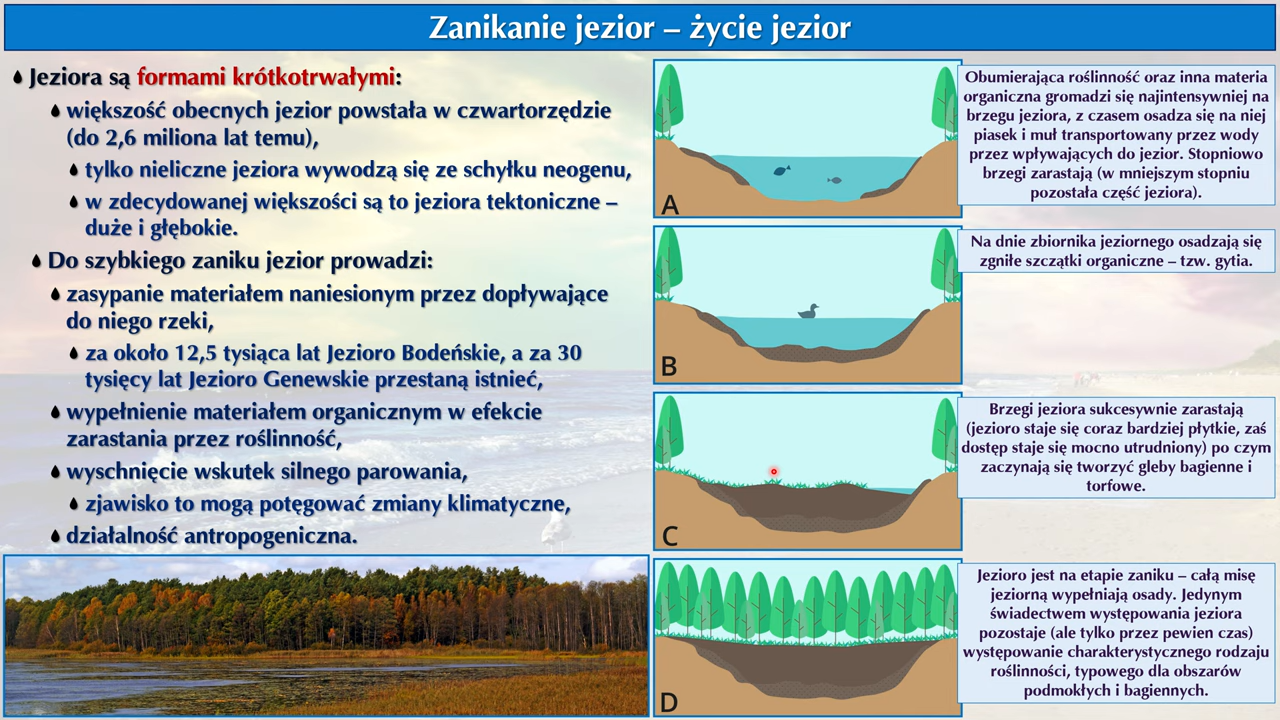 Zanikanie jezior – życie jezior
Jeziora są formami krótkotrwałymi:
większość obecnych jezior powstała w czwartorzędzie
(do 2,6 miliona lat temu),
tylko nieliczne jeziora wywodzą się ze schyłku neogenu,
w zdecydowanej większości są to jeziora tektoniczne –
duże i głębokie.
Do szybkiego zaniku jezior prowadzi:
zasypanie materiałem naniesionym przez dopływające
do niego rzeki,
za około 12,5 tysiąca lat Jezioro Bodeńskie, a za 30
tysięcy lat Jezioro Genewskie przestaną istnieć,
wypełnienie materiałem organicznym w efekcie
zarastania przez roślinność,
wyschnięcie wskutek silnego parowania,
zjawisko to mogą potęgować zmiany klimatyczne,
działalność antropogeniczna.
A
Obumierająca roślinność oraz inna materia
organiczna gromadzi się najintensywniej na
brzegu jeziora, z czasem osadza się na niej
piasek i muł transportowany przez wody
przez wpływających do jezior. Stopniowo
brzegi zarastają (w mniejszym stopniu
pozostała część jeziora).
B
Na dnie zbiornika jeziornego osadzają się
zgniłe szczątki organiczne – tzw. gytia.
C
Brzegi jeziora sukcesywnie zarastają
(jezioro staje się coraz bardziej płytkie, zaś
dostęp staje się mocno utrudniony) po czym
zaczynają się tworzyć gleby bagienne i
torfowe.
D
Jezioro jest na etapie zaniku – całą misę
jeziorną wypełniają osady. Jedynym
świadectwem występowania jeziora
pozostaje (ale tylko przez pewien czas)
występowanie charakterystycznego rodzaju
roślinności, typowego dla obszarów
podmokłych i bagiennych.